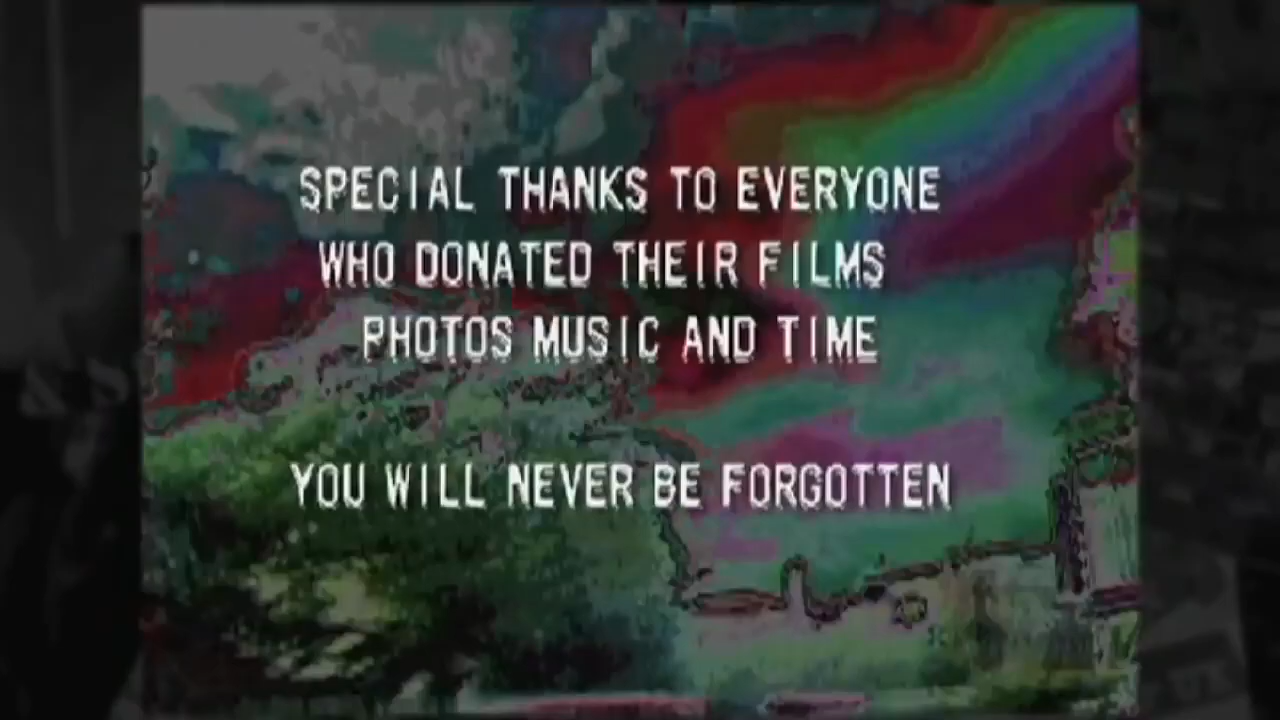 SPECIAL THANKS TO EVERYONE
WHO DONATED THEIR FILMS
PHOTOS MUSIC AND TIME
YOU WILL NEVER BE FORGOTTEN
& S